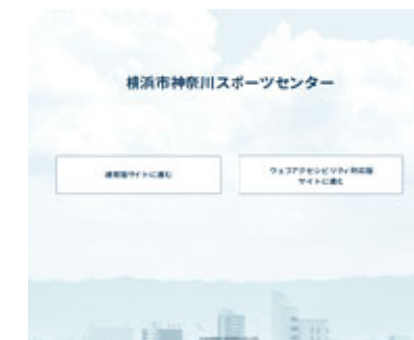 横浜市神奈川スポーツセンター
通常版サイトに進む
ウェブアクセシビリティ対応版
サイトに進む